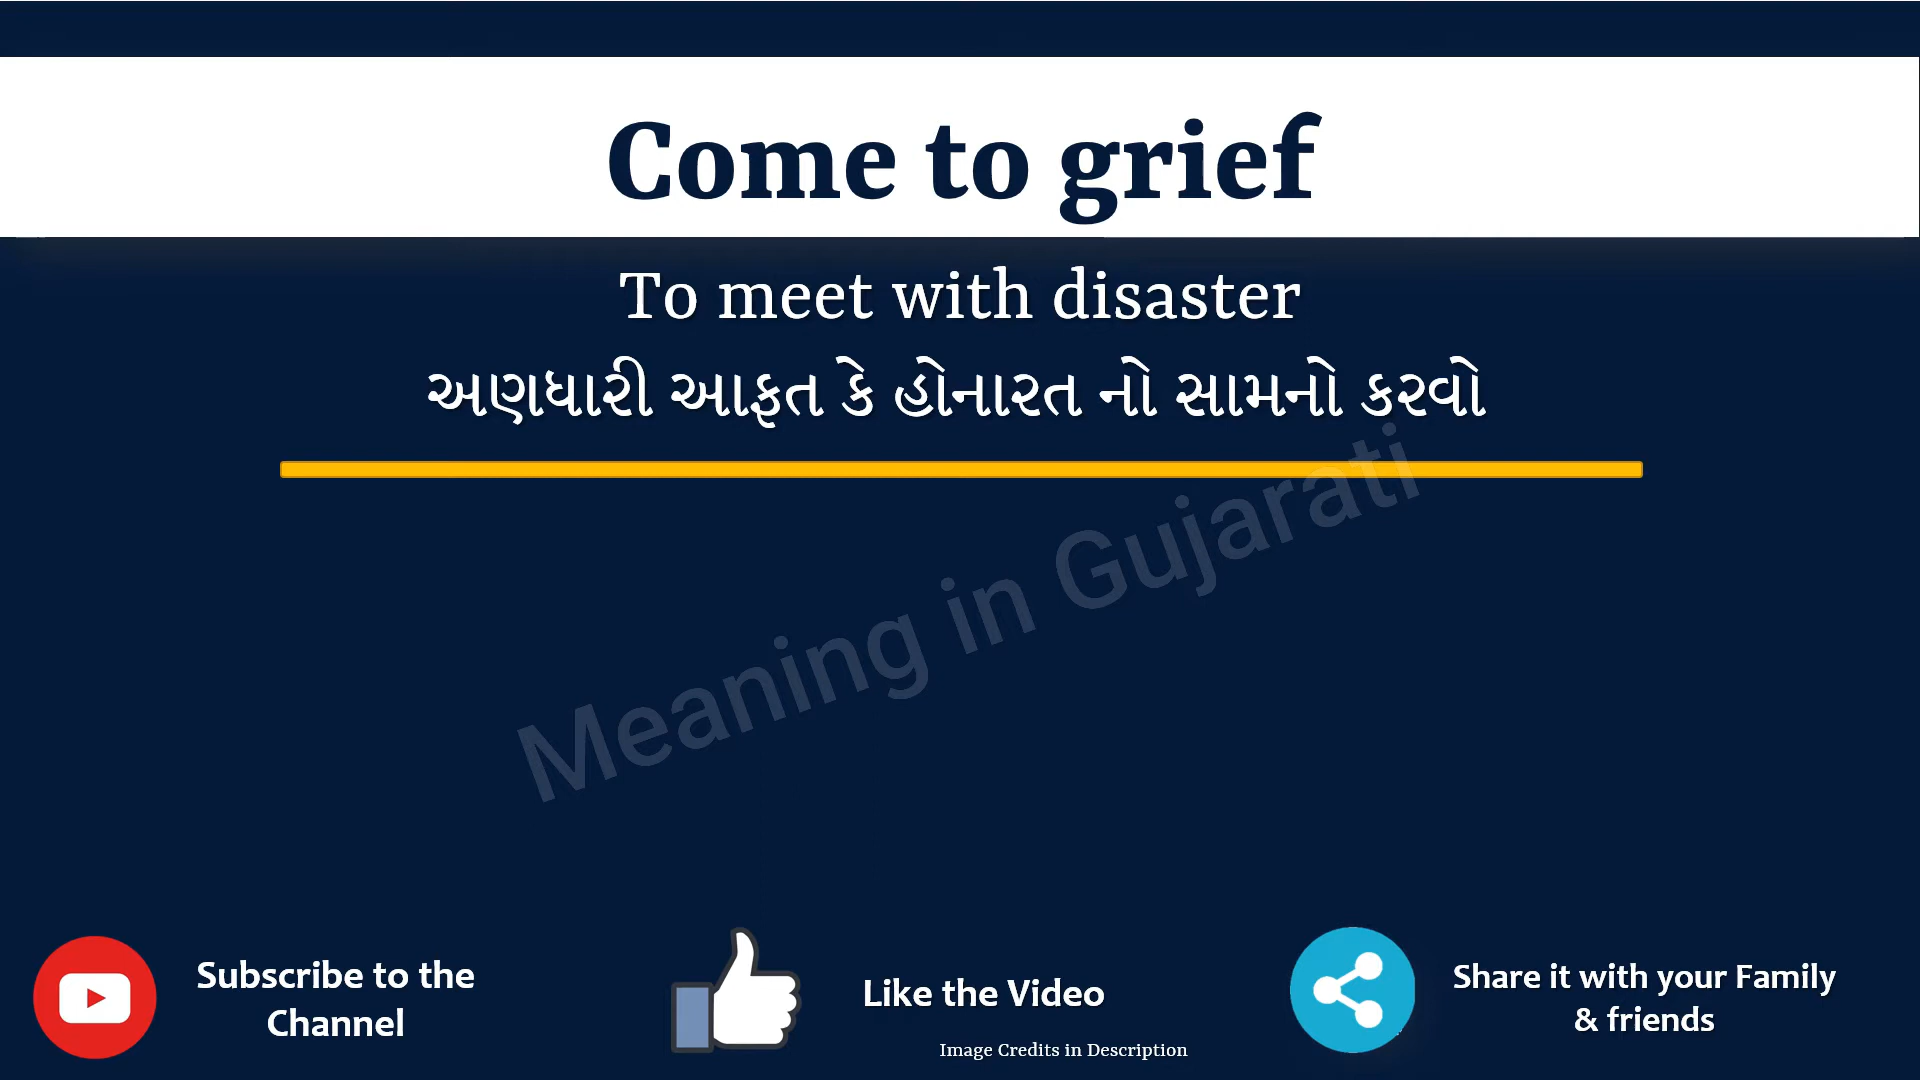 Come to grief
To meet with disaster
અણધારી આફત કે હોનારત નો સામનો કરવો
Meaning in Gujarati
Subscribe to the
Channel
Like the Video
Image Credits in Description
Share it with your Family
& friends